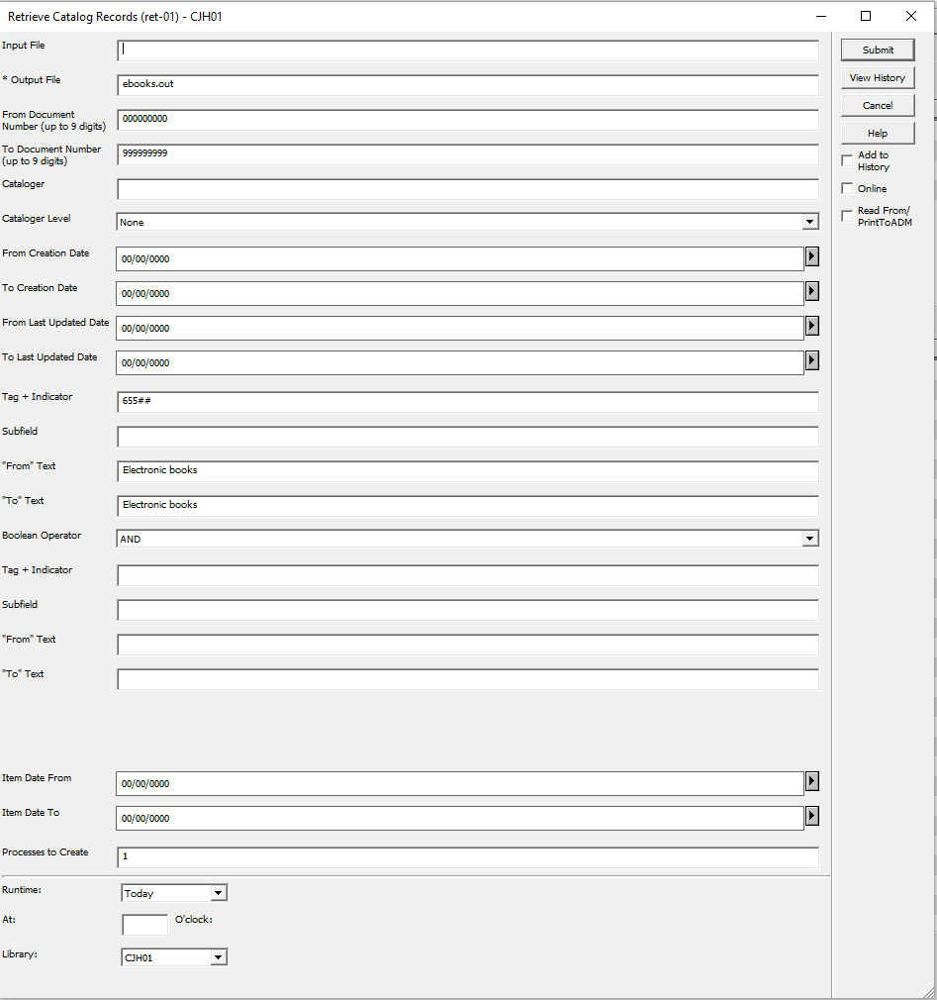 Retrieve Catalog Records (ret-01) - CJH01
Input File
Submit
* Output File
ebooks.out
View History
From Document
Number (up to 9 digits)
000000000
Cancel
To Document Number
(up to 9 digits)
999999999
Help
Add to
History
Cataloger
Online
Cataloger Level
None
Read From/
PrintToADM
From Creation Date
00/00/0000
To Creation Date
00/00/0000
From Last Updated Date
00/00/0000
To Last Updated Date
00/00/0000
Tag + Indicator
655##
Subfield
"From" Text
Electronic books
"To" Text
Electronic books
Boolean Operator
AND
Tag + Indicator
Subfield
"From" Text
"To" Text
Item Date From
00/00/0000
Item Date To
00/00/0000
Processes to Create
1
Runtime:
Today
At:
O'clock:
Library:
CJH01